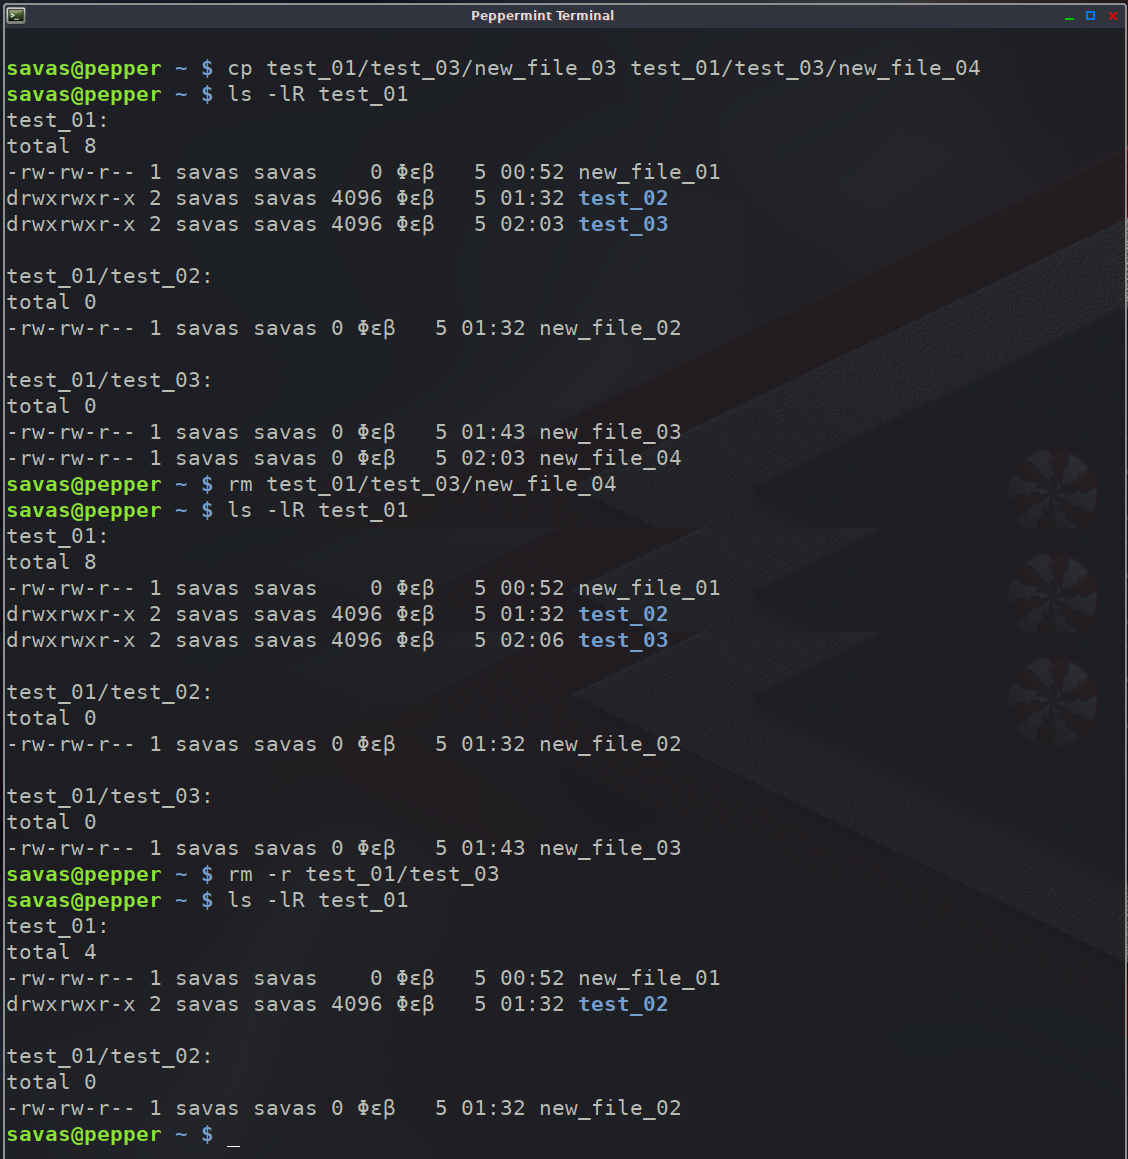 Peppermint Terminal
savas@pepper ~ $ cp test_01/test_03/new_file_03 test_01/test_03/new_file_04
savas@pepper ~ $ ls -lR test_01
test_01:
total 8
-rw-rw-r-- 1 savas savas    0 Φεβ   5 00:52 new_file_01
drwxrwxr-x 2 savas savas 4096 Φεβ   5 01:32 test_02
drwxrwxr-x 2 savas savas 4096 Φεβ   5 02:03 test_03

test_01/test_02:
total 0
-rw-rw-r-- 1 savas savas 0 Φεβ   5 01:32 new_file_02

test_01/test_03:
total 0
-rw-rw-r-- 1 savas savas 0 Φεβ   5 01:43 new_file_03
-rw-rw-r-- 1 savas savas 0 Φεβ   5 02:03 new_file_04
savas@pepper ~ $ rm test_01/test_03/new_file_04
savas@pepper ~ $ ls -lR test_01
test_01:
total 8
-rw-rw-r-- 1 savas savas    0 Φεβ   5 00:52 new_file_01
drwxrwxr-x 2 savas savas 4096 Φεβ   5 01:32 test_02
drwxrwxr-x 2 savas savas 4096 Φεβ   5 02:06 test_03

test_01/test_02:
total 0
-rw-rw-r-- 1 savas savas 0 Φεβ   5 01:32 new_file_02

test_01/test_03:
total 0
-rw-rw-r-- 1 savas savas 0 Φεβ   5 01:43 new_file_03
savas@pepper ~ $ rm -r test_01/test_03
savas@pepper ~ $ ls -lR test_01
test_01:
total 4
-rw-rw-r-- 1 savas savas    0 Φεβ   5 00:52 new_file_01
drwxrwxr-x 2 savas savas 4096 Φεβ   5 01:32 test_02

test_01/test_02:
total 0
-rw-rw-r-- 1 savas savas 0 Φεβ   5 01:32 new_file_02
savas@pepper ~ $ _